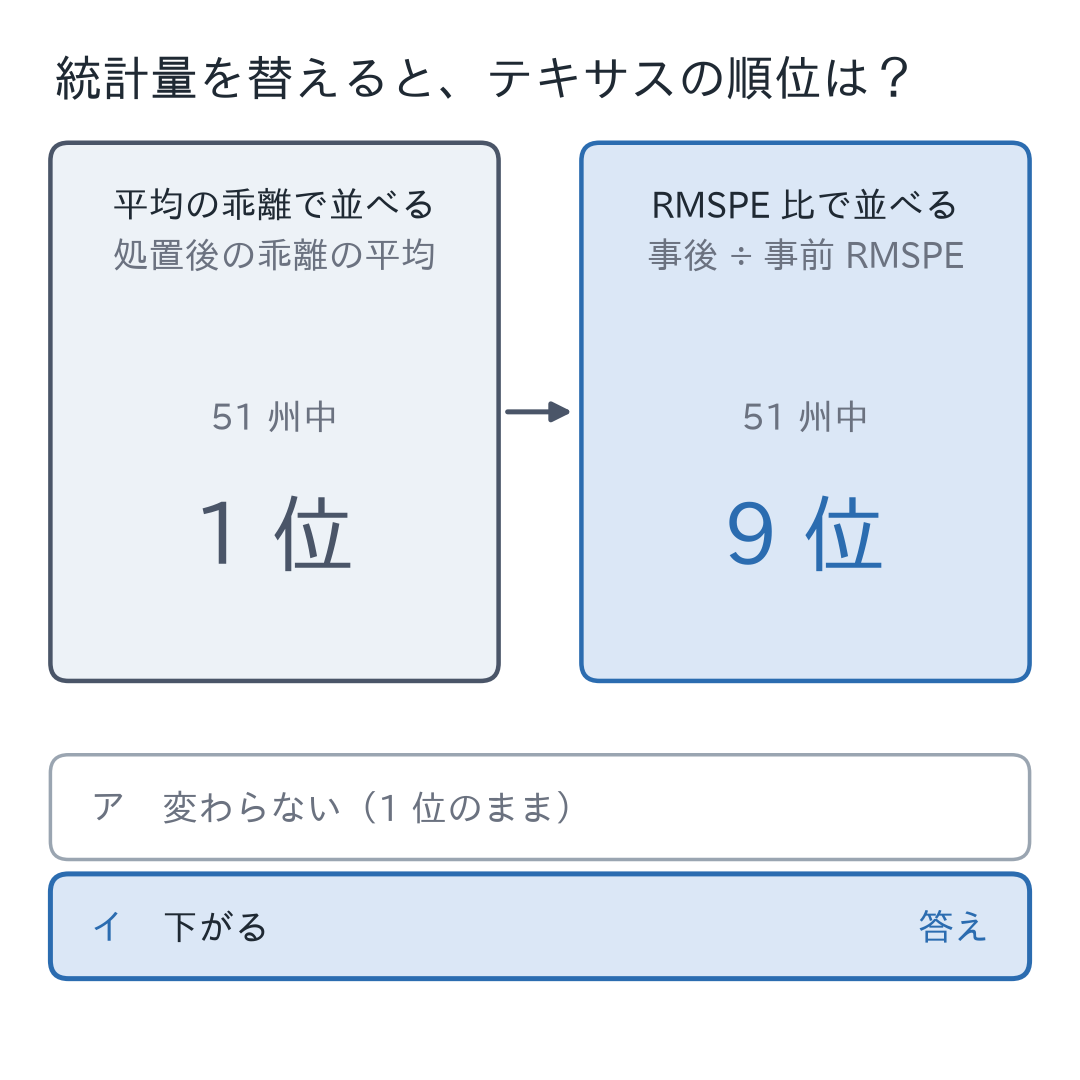 統計量を替えると、テキサスの順位は？
平均の乖離で並べる
処置後の乖離の平均
51 州中
1 位
RMSPE 比で並べる
事後 ÷ 事前 RMSPE
51 州中
9 位
ア 変わらない（1 位のまま）
イ 下がる 答え